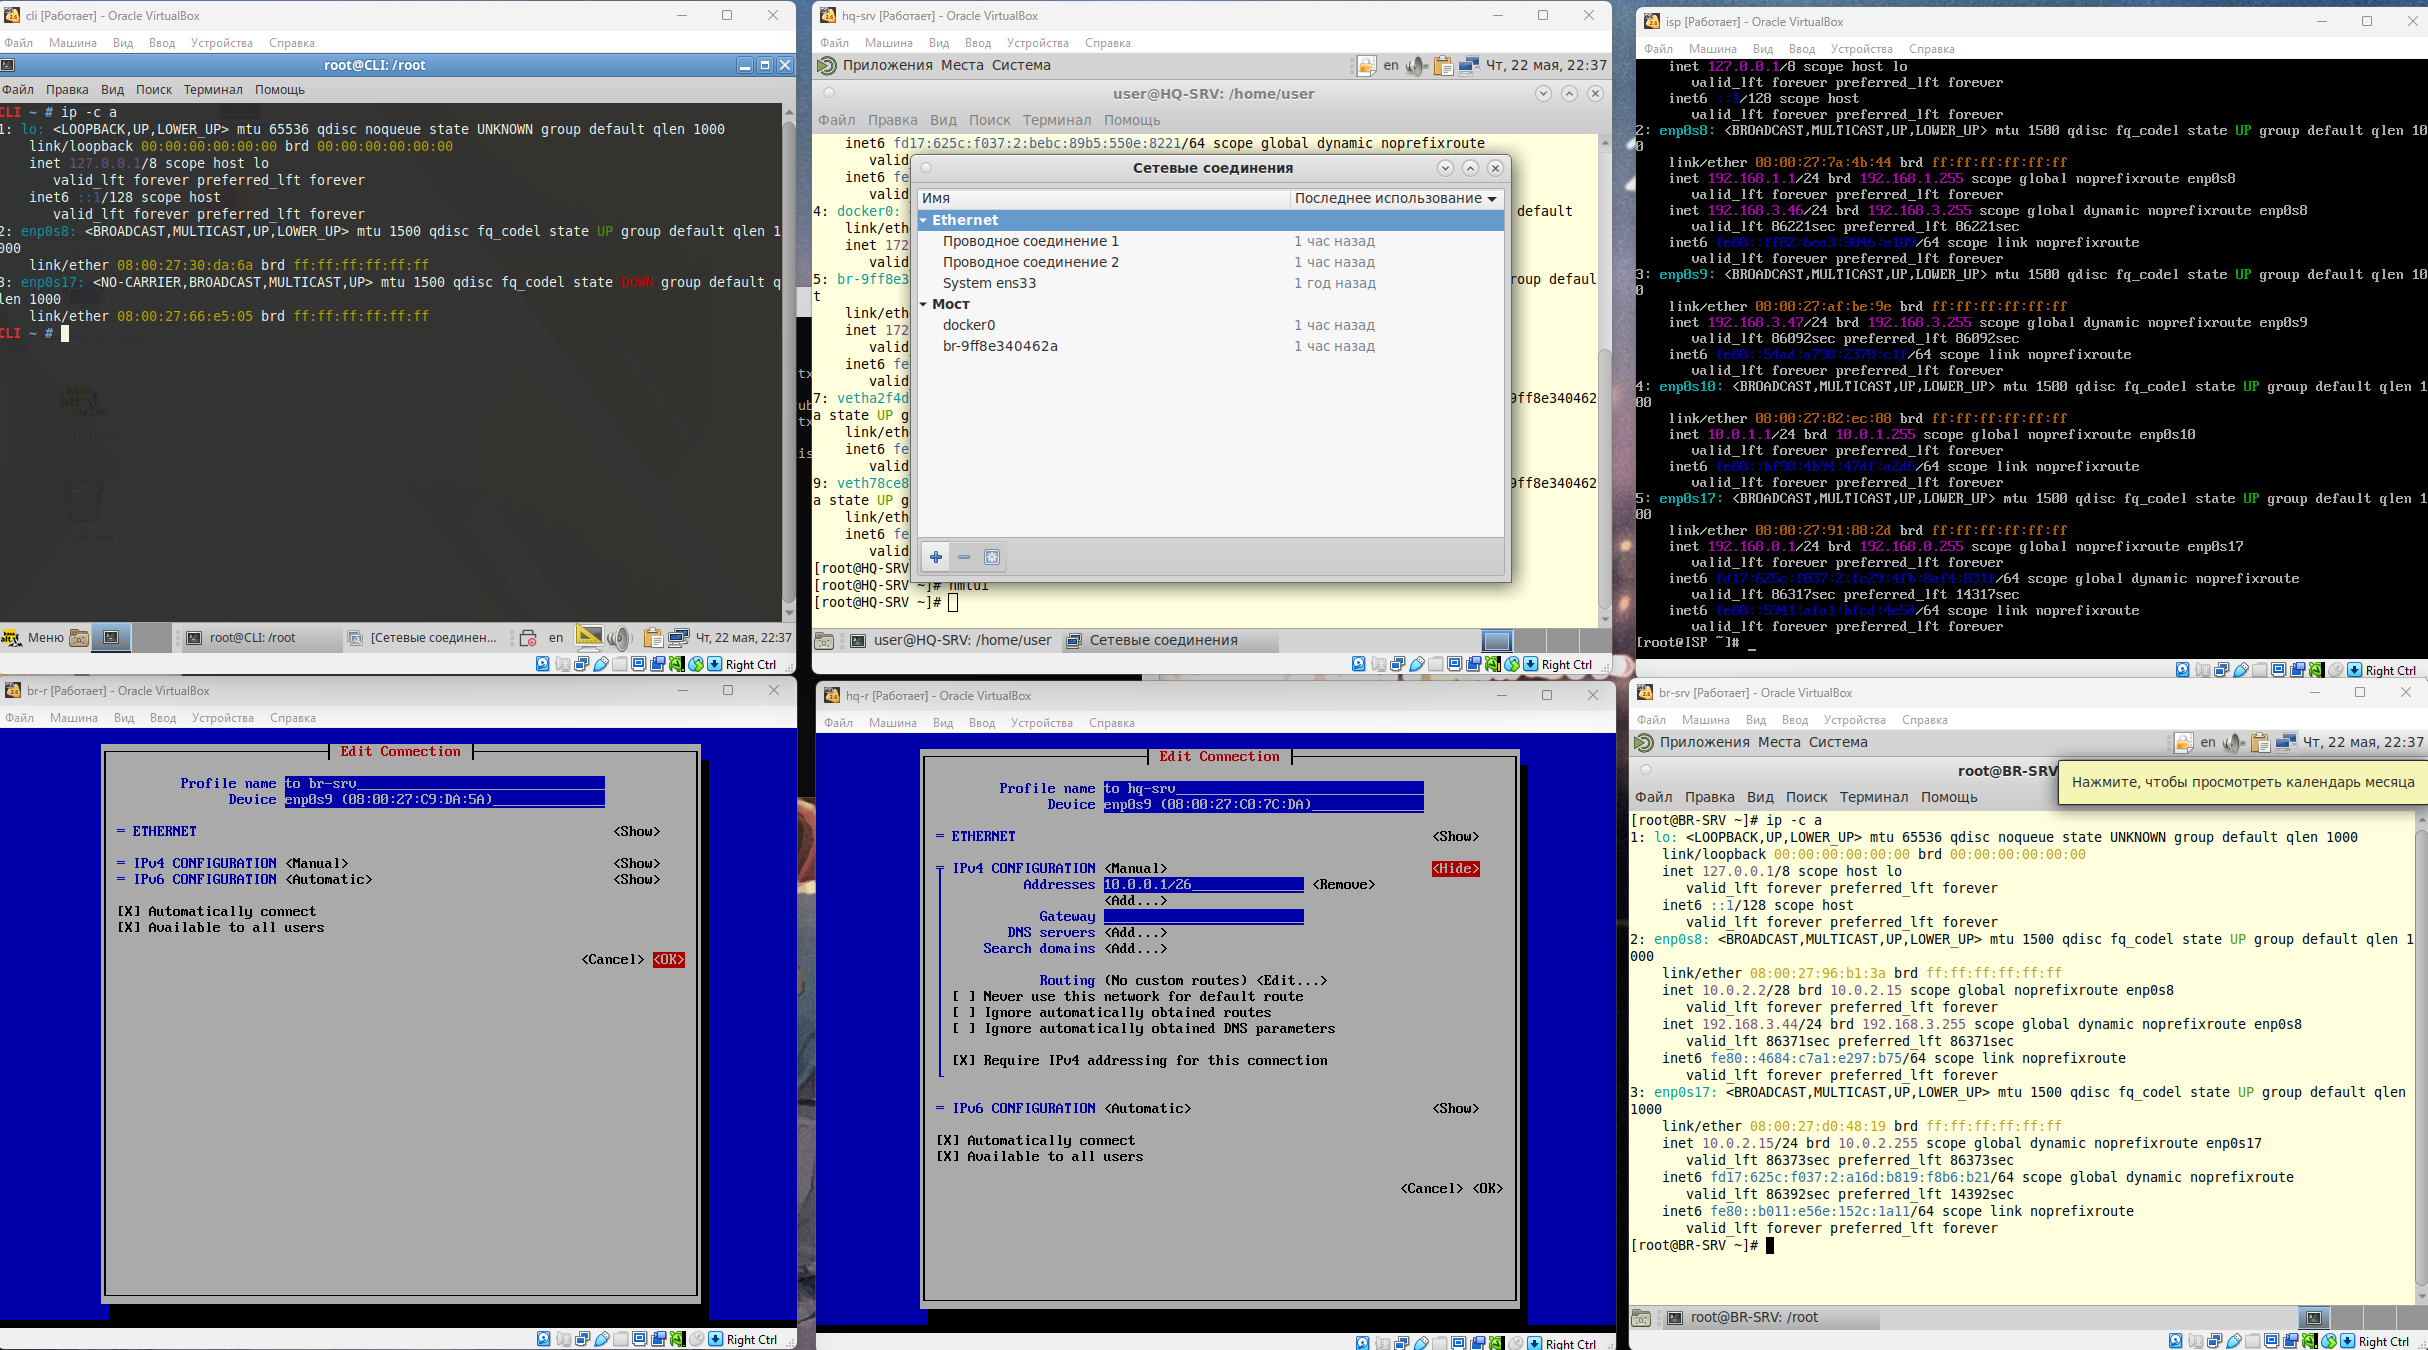 cli [Работает] - Oracle VirtualBox
Файл Машина Вид Ввод Устройства Справка
root@CLI: /root
Файл Правка Вид Поиск Терминал Помощь
CLI ~ # ip -c a
1: lo: <LOOPBACK,UP,LOWER_UP> mtu 65536 qdisc noqueue state UNKNOWN group default qlen 1000
link/loopback 00:00:00:00:00:00 brd 00:00:00:00:00:00
inet 127.0.0.1/8 scope host lo
valid_lft forever preferred_lft forever
inet6 ::1/128 scope host
valid_lft forever preferred_lft forever
2: enp0s8: <BROADCAST,MULTICAST,UP,LOWER_UP> mtu 1500 qdisc fq_codel state UP group default qlen 1
000
link/ether 08:00:27:30:da:6a brd ff:ff:ff:ff:ff:ff
3: enp0s17: <NO-CARRIER,BROADCAST,MULTICAST,UP> mtu 1500 qdisc fq_codel state DOWN group default q
len 1000
link/ether 08:00:27:66:e5:05 brd ff:ff:ff:ff:ff:ff
CLI ~ #
Меню root@CLI: /root [Сетевые соединен... en Чт, 22 мая, 22:37
Right Ctrl
hq-srv [Работает] - Oracle VirtualBox
Файл Машина Вид Ввод Устройства Справка
Приложения Места Система en Чт, 22 мая, 22:37
user@HQ-SRV: /home/user
Файл Правка Вид Поиск Терминал Помощь
inet6 fd17:625c:f037:2:bebc:89b5:550e:8221/64 scope global dynamic noprefixroute
valid
inet6 fe
valid
4: docker0: default
link/eth
inet 172
valid
5: br-9ff8e3 roup defaul
t
link/eth
inet 172
valid
inet6 fe
valid
7: vetha2f4d 9ff8e340462
a state UP g
link/eth
inet6 fe
valid
9: veth78ce8 9ff8e340462
a state UP g
link/eth
inet6 fe
valid
[root@HQ-SRV
[root@HQ-SRV ~]# nmtui
[root@HQ-SRV ~]#
Сетевые соединения
Имя Последнее использование
Ethernet
Проводное соединение 1 1 час назад
Проводное соединение 2 1 час назад
System ens33 1 год назад
Мост
docker0 1 час назад
br-9ff8e340462a 1 час назад
user@HQ-SRV: /home/user Сетевые соединения
Right Ctrl
isp [Работает] - Oracle VirtualBox
Файл Машина Вид Ввод Устройства Справка
inet 127.0.0.1/8 scope host lo
valid_lft forever preferred_lft forever
inet6 ::1/128 scope host
valid_lft forever preferred_lft forever
2: enp0s8: <BROADCAST,MULTICAST,UP,LOWER_UP> mtu 1500 qdisc fq_codel state UP group default qlen 100
0
link/ether 08:00:27:7a:4b:44 brd ff:ff:ff:ff:ff:ff
inet 192.168.1.1/24 brd 192.168.1.255 scope global noprefixroute enp0s8
valid_lft forever preferred_lft forever
inet 192.168.3.46/24 brd 192.168.3.255 scope global dynamic noprefixroute enp0s8
valid_lft 86221sec preferred_lft 86221sec
inet6 /64 scope link noprefixroute
valid_lft forever preferred_lft forever
3: enp0s9: <BROADCAST,MULTICAST,UP,LOWER_UP> mtu 1500 qdisc fq_codel state UP group default qlen 100
0
link/ether 08:00:27:af:be:9e brd ff:ff:ff:ff:ff:ff
inet 192.168.3.47/24 brd 192.168.3.255 scope global dynamic noprefixroute enp0s9
valid_lft 86092sec preferred_lft 86092sec
inet6 /64 scope link noprefixroute
valid_lft forever preferred_lft forever
4: enp0s10: <BROADCAST,MULTICAST,UP,LOWER_UP> mtu 1500 qdisc fq_codel state UP group default qlen 10
00
link/ether 08:00:27:82:ec:88 brd ff:ff:ff:ff:ff:ff
inet 10.0.1.1/24 brd 10.0.1.255 scope global noprefixroute enp0s10
valid_lft forever preferred_lft forever
inet6 /64 scope link noprefixroute
valid_lft forever preferred_lft forever
5: enp0s17: <BROADCAST,MULTICAST,UP,LOWER_UP> mtu 1500 qdisc fq_codel state UP group default qlen 10
00
link/ether 08:00:27:91:88:2d brd ff:ff:ff:ff:ff:ff
inet 192.168.0.1/24 brd 192.168.0.255 scope global noprefixroute enp0s17
valid_lft forever preferred_lft forever
inet6 /64 scope global dynamic noprefixroute
valid_lft 86317sec preferred_lft 14317sec
inet6 /64 scope link noprefixroute
valid_lft forever preferred_lft forever
[root@ISP ~]# _
Right Ctrl
br-r [Работает] - Oracle VirtualBox
Файл Машина Вид Ввод Устройства Справка
Edit Connection
Profile name to br-srv
Device enp0s9 (08:00:27:C9:DA:5A)
= ETHERNET <Show>
= IPv4 CONFIGURATION <Manual> <Show>
= IPv6 CONFIGURATION <Automatic> <Show>
[X] Automatically connect
[X] Available to all users
<Cancel> <OK>
Right Ctrl
hq-r [Работает] - Oracle VirtualBox
Файл Машина Вид Ввод Устройства Справка
Edit Connection
Profile name to hq-srv
Device enp0s9 (08:00:27:C0:7C:DA)
= ETHERNET <Show>
IPv4 CONFIGURATION <Manual> <Hide>
Addresses 10.0.0.1/26 <Remove>
<Add...>
Gateway
DNS servers <Add...>
Search domains <Add...>
Routing (No custom routes) <Edit...>
[ ] Never use this network for default route
[ ] Ignore automatically obtained routes
[ ] Ignore automatically obtained DNS parameters
[X] Require IPv4 addressing for this connection
= IPv6 CONFIGURATION <Automatic> <Show>
[X] Automatically connect
[X] Available to all users
<Cancel> <OK>
Right Ctrl
br-srv [Работает] - Oracle VirtualBox
Файл Машина Вид Ввод Устройства Справка
Приложения Места Система en Чт, 22 мая, 22:37
root@BR-SRV
Нажмите, чтобы просмотреть календарь месяца
Файл Правка Вид Поиск Терминал Помощь
[root@BR-SRV ~]# ip -c a
1: lo: <LOOPBACK,UP,LOWER_UP> mtu 65536 qdisc noqueue state UNKNOWN group default qlen 1000
link/loopback 00:00:00:00:00:00 brd 00:00:00:00:00:00
inet 127.0.0.1/8 scope host lo
valid_lft forever preferred_lft forever
inet6 ::1/128 scope host
valid_lft forever preferred_lft forever
2: enp0s8: <BROADCAST,MULTICAST,UP,LOWER_UP> mtu 1500 qdisc fq_codel state UP group default qlen 1
000
link/ether 08:00:27:96:b1:3a brd ff:ff:ff:ff:ff:ff
inet 10.0.2.2/28 brd 10.0.2.15 scope global noprefixroute enp0s8
valid_lft forever preferred_lft forever
inet 192.168.3.44/24 brd 192.168.3.255 scope global dynamic noprefixroute enp0s8
valid_lft 86371sec preferred_lft 86371sec
inet6 fe80::4684:c7a1:e297:b75/64 scope link noprefixroute
valid_lft forever preferred_lft forever
3: enp0s17: <BROADCAST,MULTICAST,UP,LOWER_UP> mtu 1500 qdisc fq_codel state UP group default qlen
1000
link/ether 08:00:27:d0:48:19 brd ff:ff:ff:ff:ff:ff
inet 10.0.2.15/24 brd 10.0.2.255 scope global dynamic noprefixroute enp0s17
valid_lft 86373sec preferred_lft 86373sec
inet6 fd17:625c:f037:2:a16d:b819:f8b6:b21/64 scope global dynamic noprefixroute
valid_lft 86392sec preferred_lft 14392sec
inet6 fe80::b011:e56e:152c:1a11/64 scope link noprefixroute
valid_lft forever preferred_lft forever
[root@BR-SRV ~]#
root@BR-SRV: /root
Right Ctrl